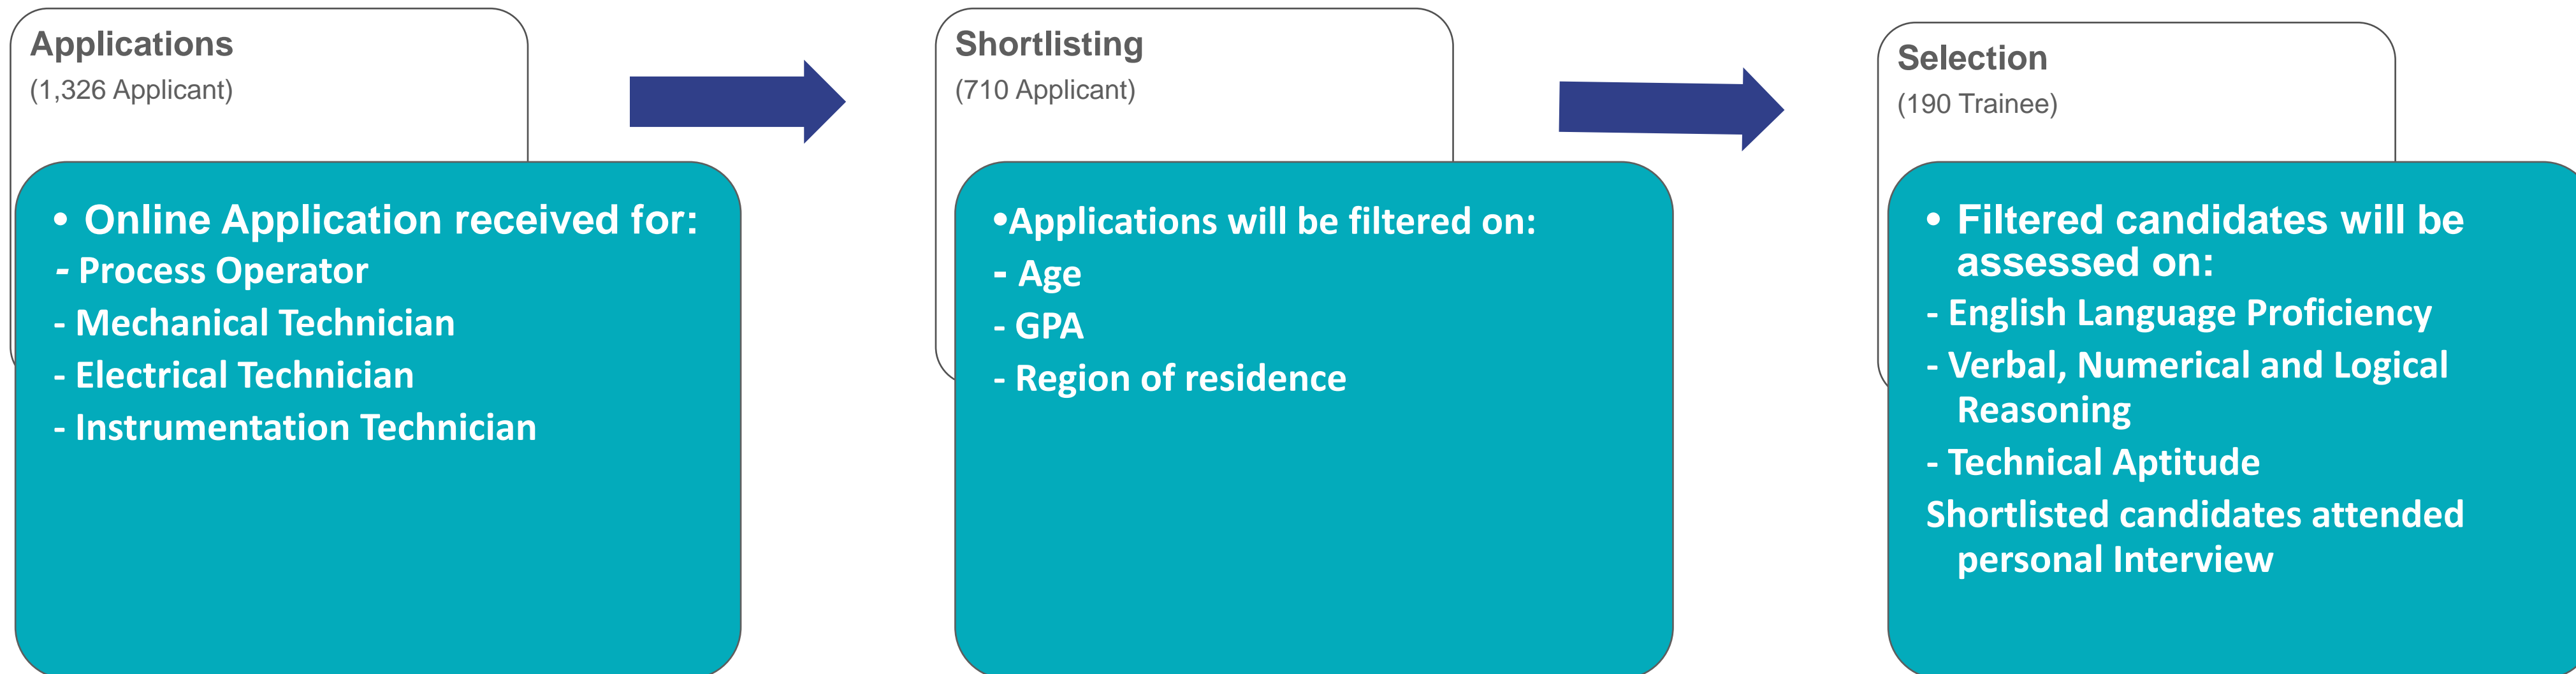 Applications
(1,326 Applicant)
• Online Application received for:
- Process Operator
- Mechanical Technician
- Electrical Technician
- Instrumentation Technician
Shortlisting
(710 Applicant)
•Applications will be filtered on:
- Age
- GPA
- Region of residence
Selection
(190 Trainee)
• Filtered candidates will be
assessed on:
- English Language Proficiency
- Verbal, Numerical and Logical
Reasoning
- Technical Aptitude
Shortlisted candidates attended
personal Interview